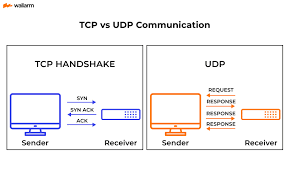 wallarm
TCP vs UDP Communication
TCP HANDSHAKE
SYN
SYN ACK
ACK
Sender
Receiver
UDP
REQUEST
RESPONSE
RESPONSE
RESPONSE
Sender
Receiver